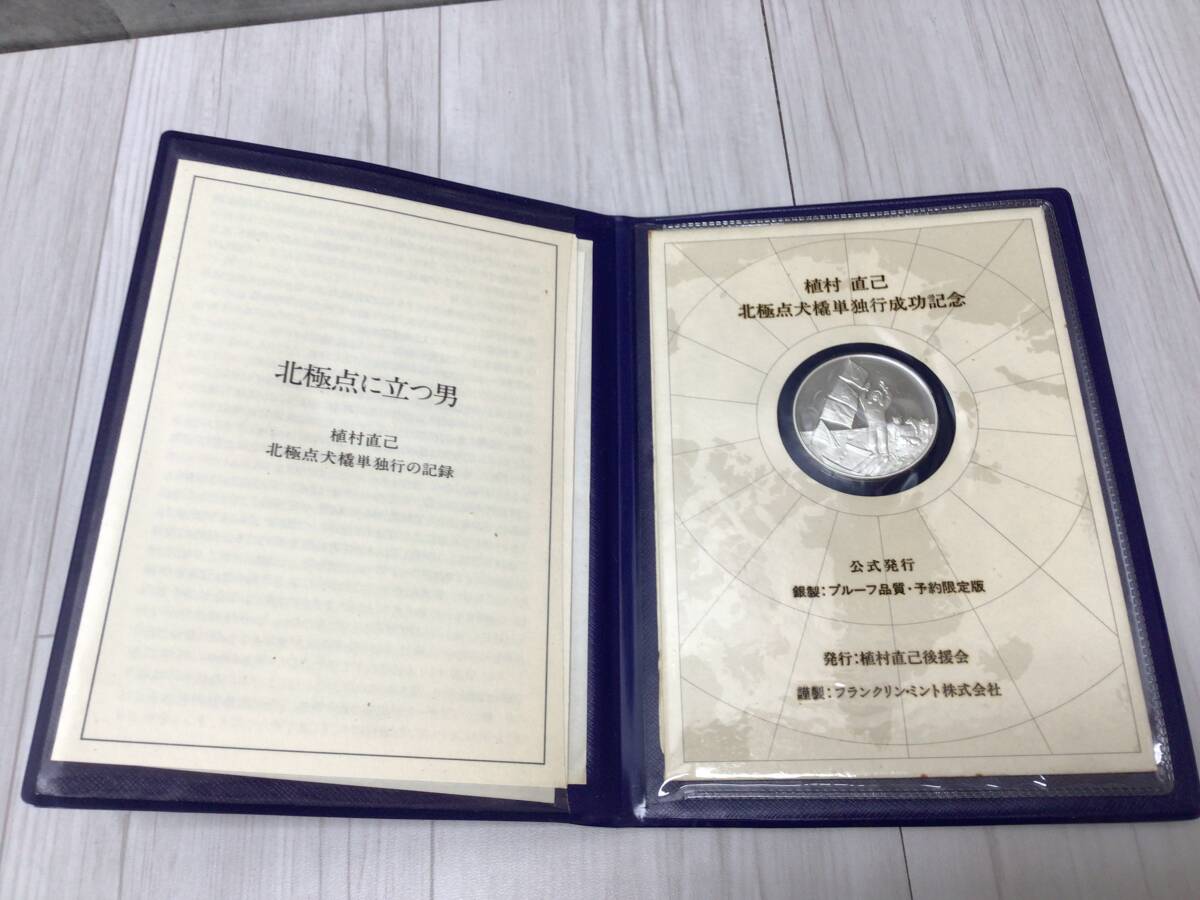 北極点に立つ男
植村直己
北極点犬橇単独行の記録
植村 直己
北極点犬橇単独行成功記念
公式発行
銀製:プルーフ品質・予約限定版
発行:植村直己後援会
謹製:フランクリン・ミント株式会社